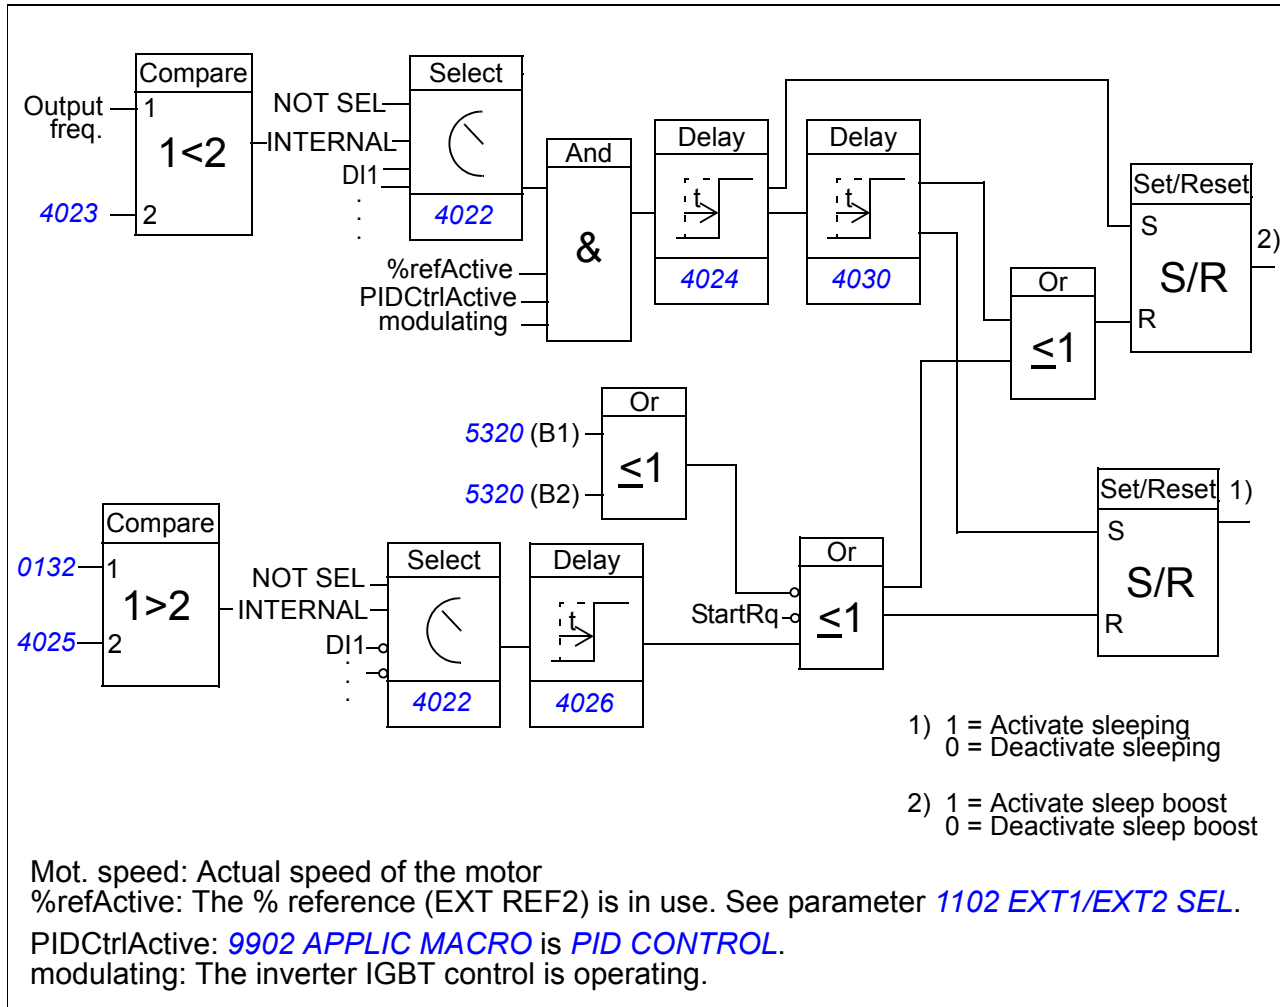 Compare
Output
freq.
1
1<2
4023
2
NOT SEL
INTERNAL
DI1
.
.
.
Select
4022
%refActive
PIDCtrlActive
modulating
And
&
Delay
t
4024
Delay
t
4030
Or
≤1
Set/Reset
S
S/R
R
2)
5320 (B1)
5320 (B2)
Or
≤1
Compare
0132
1
1>2
4025
2
NOT SEL
INTERNAL
DI1
.
.
.
Select
4022
Delay
t
4026
StartRq
Or
≤1
Set/Reset
1)
S
S/R
R
1) 1 = Activate sleeping
0 = Deactivate sleeping
2) 1 = Activate sleep boost
0 = Deactivate sleep boost
Mot. speed: Actual speed of the motor
%refActive: The % reference (EXT REF2) is in use. See parameter 1102 EXT1/EXT2 SEL.
PIDCtrlActive: 9902 APPLIC MACRO is PID CONTROL.
modulating: The inverter IGBT control is operating.